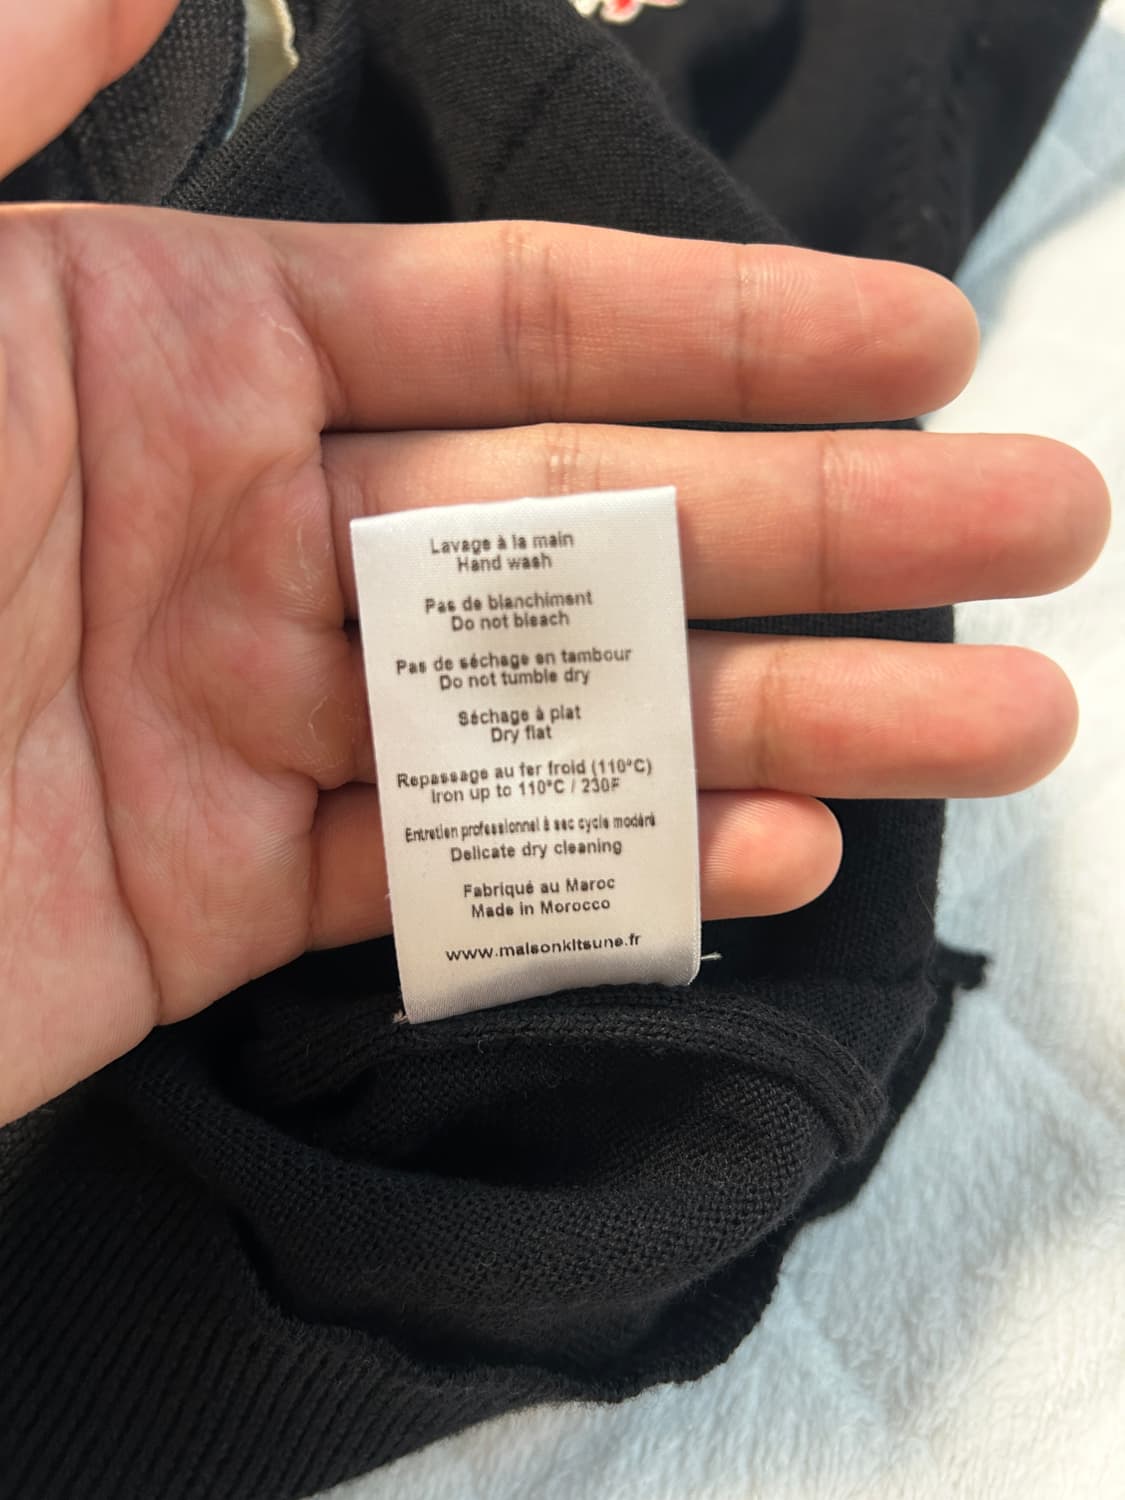 Lavage à la main
Hand wash
Pas de blanchiment
Do not bleach
Pas de séchage en tambour
Do not tumble dry
Séchage à plat
Dry flat
Repassage au fer froid (110°C)
Iron up to 110°C / 230F
Entretien professionnel à sec cycle modéré
Delicate dry cleaning
Fabriqué au Maroc
Made in Morocco
www.maisonkitsune.fr